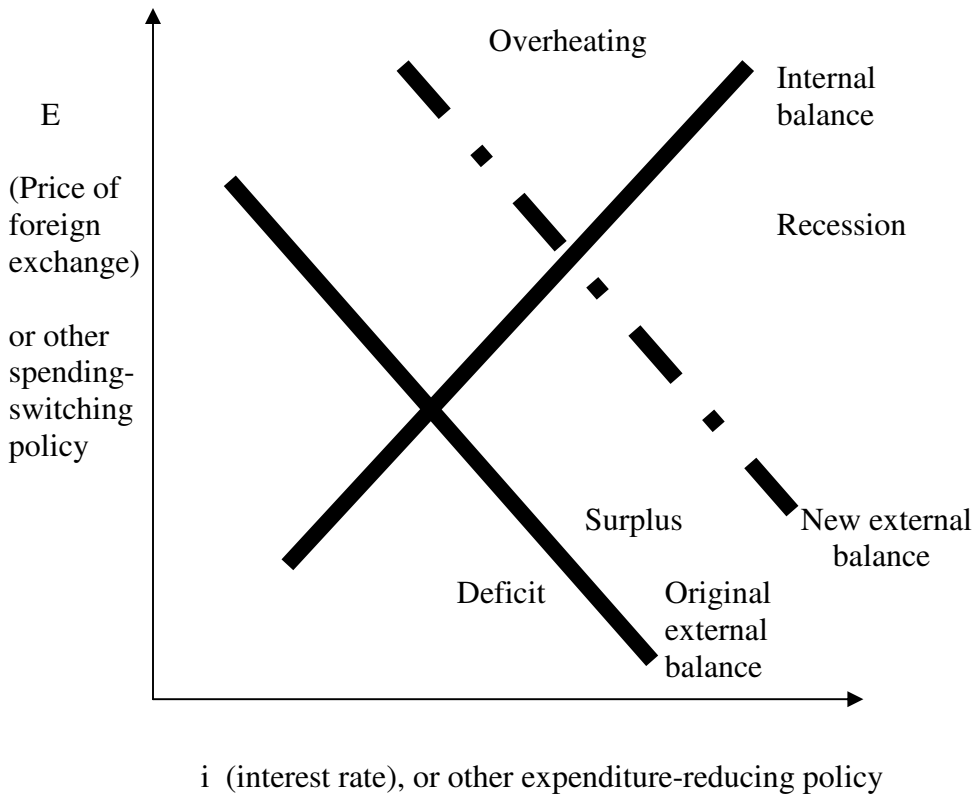 Overheating
Internal
balance
E
(Price of
foreign
exchange)
or other
spending-
switching
policy
Recession
Surplus
New external
balance
Deficit
Original
external
balance
i (interest rate), or other expenditure-reducing policy